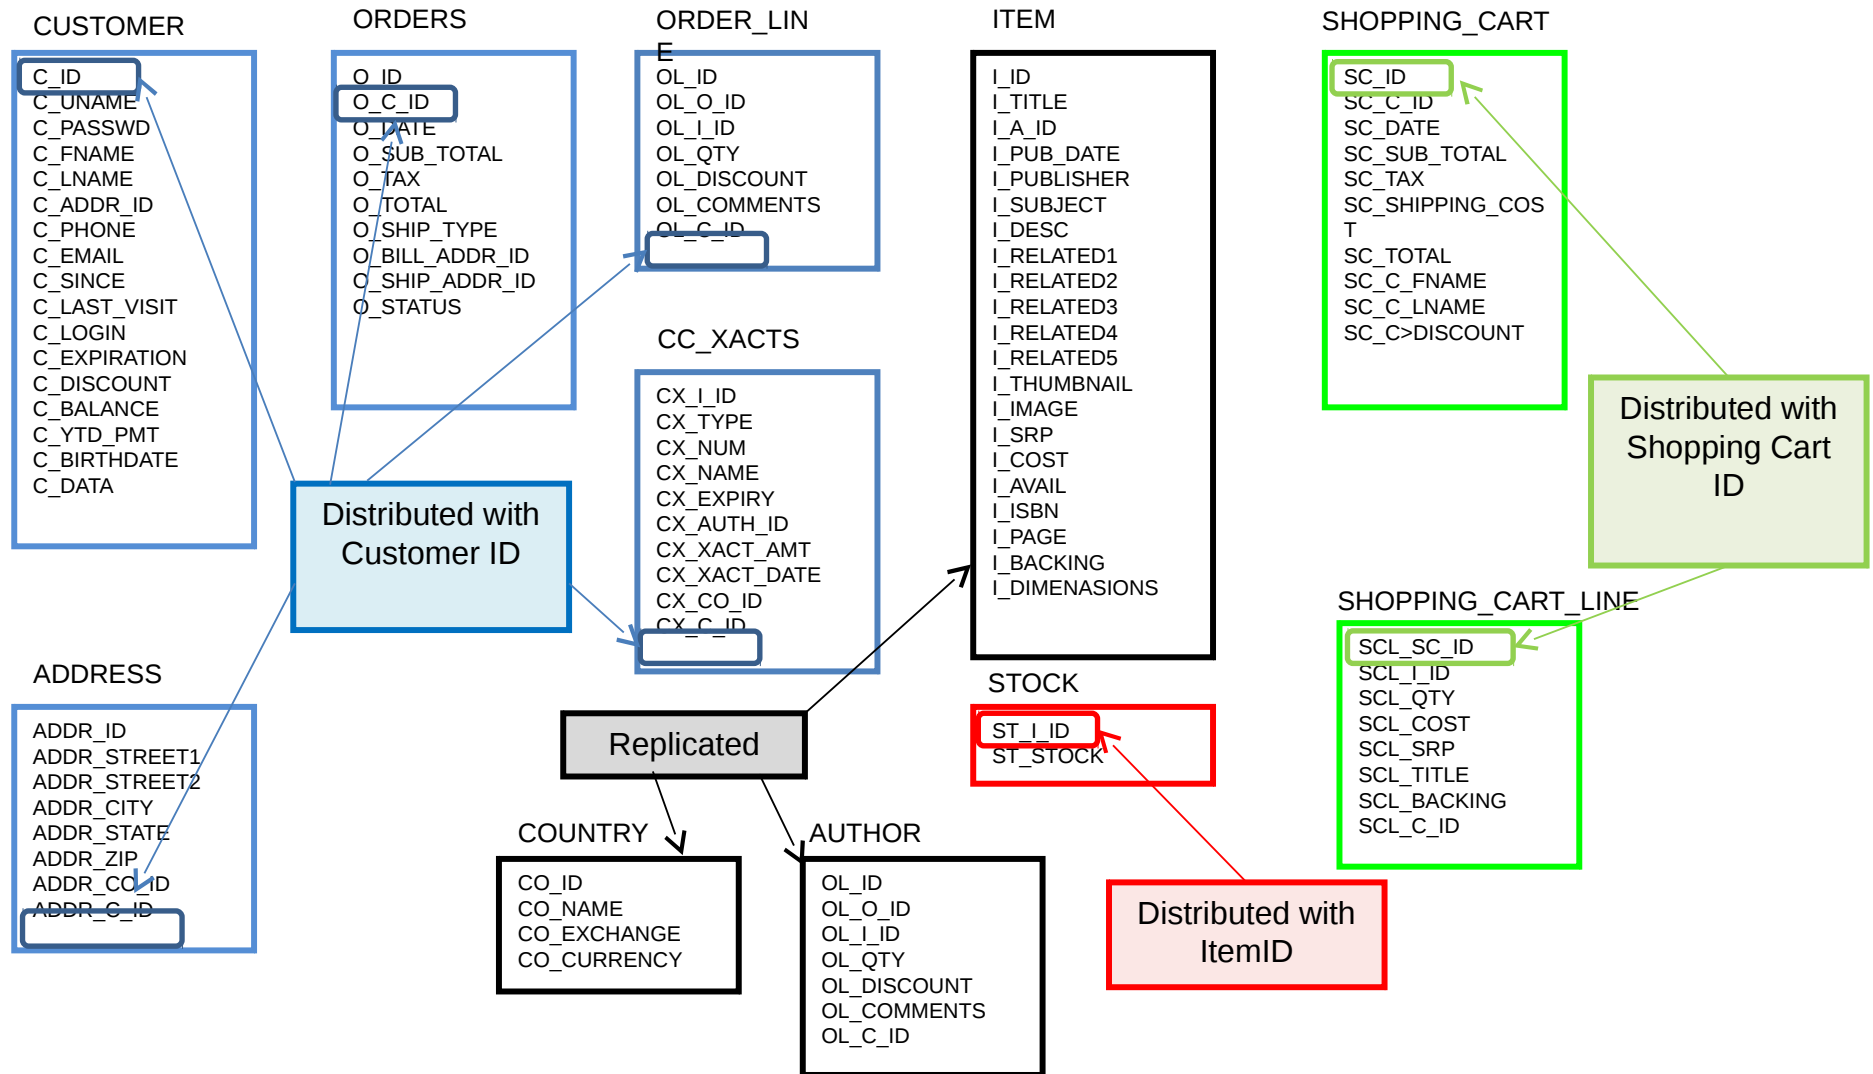 CUSTOMER
C_ID
C_UNAME
C_PASSWD
C_FNAME
C_LNAME
C_ADDR_ID
C_PHONE
C_EMAIL
C_SINCE
C_LAST_VISIT
C_LOGIN
C_EXPIRATION
C_DISCOUNT
C_BALANCE
C_YTD_PMT
C_BIRTHDATE
C_DATA
ORDERS
O_ID
O_C_ID
O_DATE
O_SUB_TOTAL
O_TAX
O_TOTAL
O_SHIP_TYPE
O_BILL_ADDR_ID
O_SHIP_ADDR_ID
O_STATUS
ORDER_LIN
E
OL_ID
OL_O_ID
OL_I_ID
OL_QTY
OL_DISCOUNT
OL_COMMENTS
OL_C_ID
CC_XACTS
CX_I_ID
CX_TYPE
CX_NUM
CX_NAME
CX_EXPIRY
CX_AUTH_ID
CX_XACT_AMT
CX_XACT_DATE
CX_CO_ID
CX_C_ID
ITEM
I_ID
I_TITLE
I_A_ID
I_PUB_DATE
I_PUBLISHER
I_SUBJECT
I_DESC
I_RELATED1
I_RELATED2
I_RELATED3
I_RELATED4
I_RELATED5
I_THUMBNAIL
I_IMAGE
I_SRP
I_COST
I_AVAIL
I_ISBN
I_PAGE
I_BACKING
I_DIMENASIONS
SHOPPING_CART
SC_ID
SC_C_ID
SC_DATE
SC_SUB_TOTAL
SC_TAX
SC_SHIPPING_COS
T
SC_TOTAL
SC_C_FNAME
SC_C_LNAME
SC_C>DISCOUNT
Distributed with
Shopping Cart
ID
Distributed with
Customer ID
SHOPPING_CART_LINE
SCL_SC_ID
SCL_I_ID
SCL_QTY
SCL_COST
SCL_SRP
SCL_TITLE
SCL_BACKING
SCL_C_ID
ADDRESS
ADDR_ID
ADDR_STREET1
ADDR_STREET2
ADDR_CITY
ADDR_STATE
ADDR_ZIP
ADDR_CO_ID
ADDR_C_ID
Replicated
STOCK
ST_I_ID
ST_STOCK
COUNTRY
CO_ID
CO_NAME
CO_EXCHANGE
CO_CURRENCY
AUTHOR
OL_ID
OL_O_ID
OL_I_ID
OL_QTY
OL_DISCOUNT
OL_COMMENTS
OL_C_ID
Distributed with
ItemID